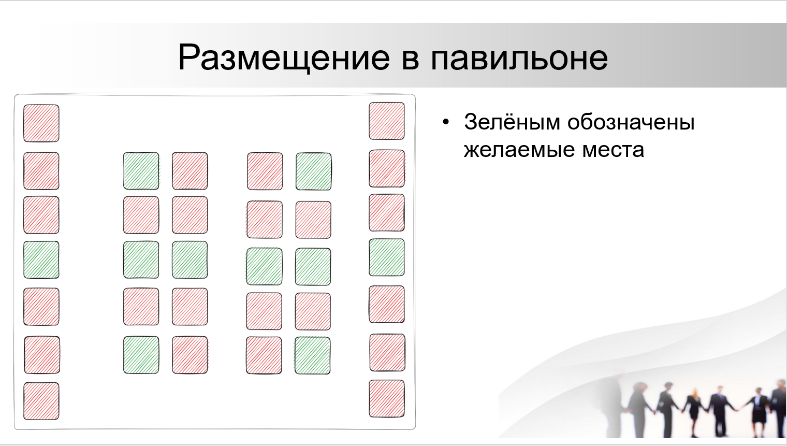 Размещение в павильоне
• Зелёным обозначены
желаемые места